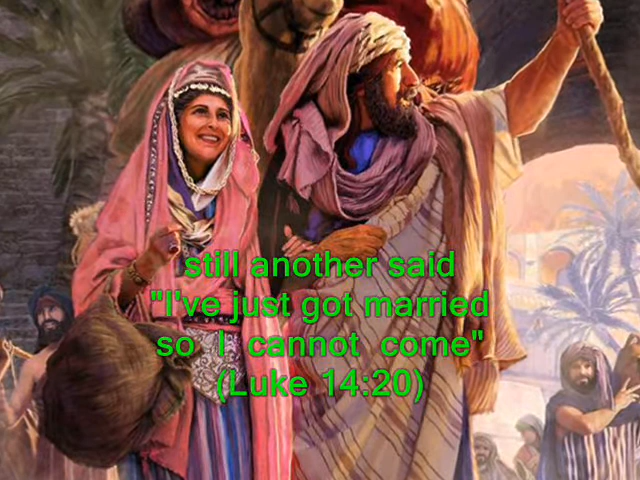 still another said
"I've just got married
so I cannot come"
(Luke 14:20)